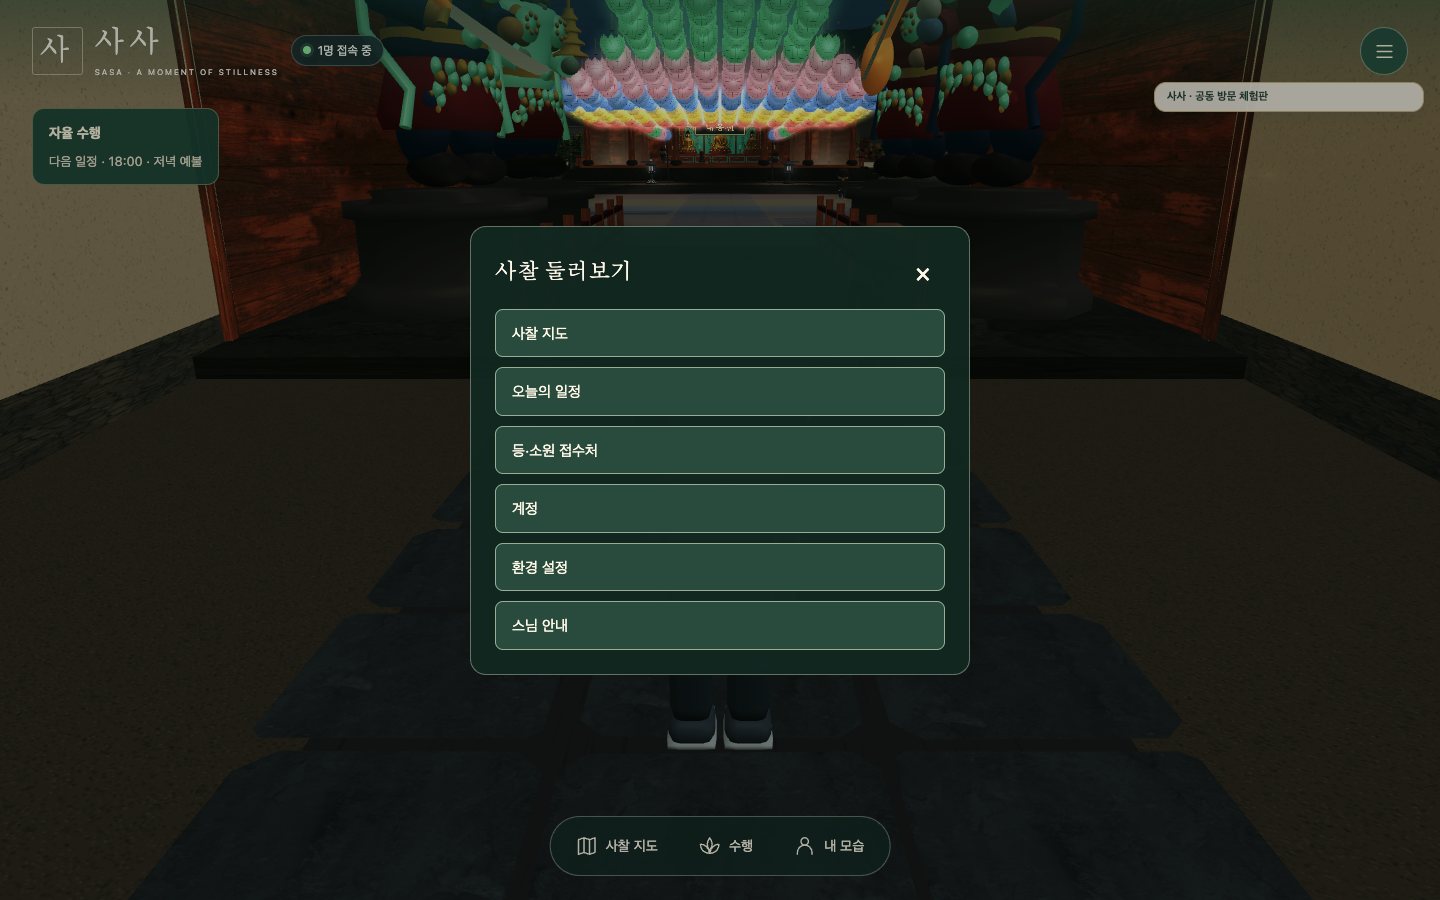 사
사사
SASA · A MOMENT OF STILLNESS
1명 접속 중
사사 · 공동 방문 체험판
자율 수행
다음 일정 · 18:00 · 저녁 예불
사찰 둘러보기
사찰 지도
오늘의 일정
등·소원 접수처
계정
환경 설정
스님 안내
사찰 지도
수행
내 모습